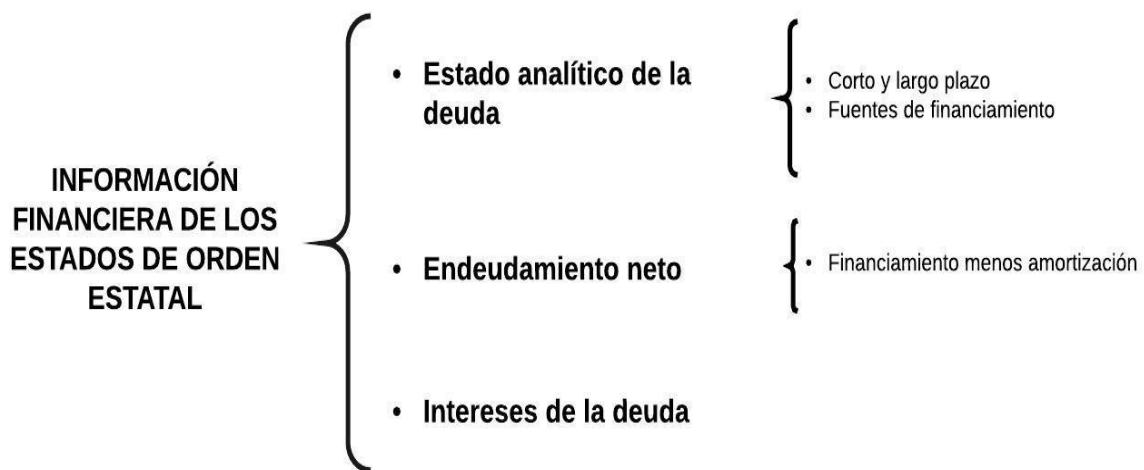 INFORMACIÓN
FINANCIERA DE LOS
ESTADOS DE ORDEN
ESTATAL
• Estado analítico de la
deuda
• Corto y largo plazo
• Fuentes de financiamiento
• Endeudamiento neto
• Financiamiento menos amortización
• Intereses de la deuda